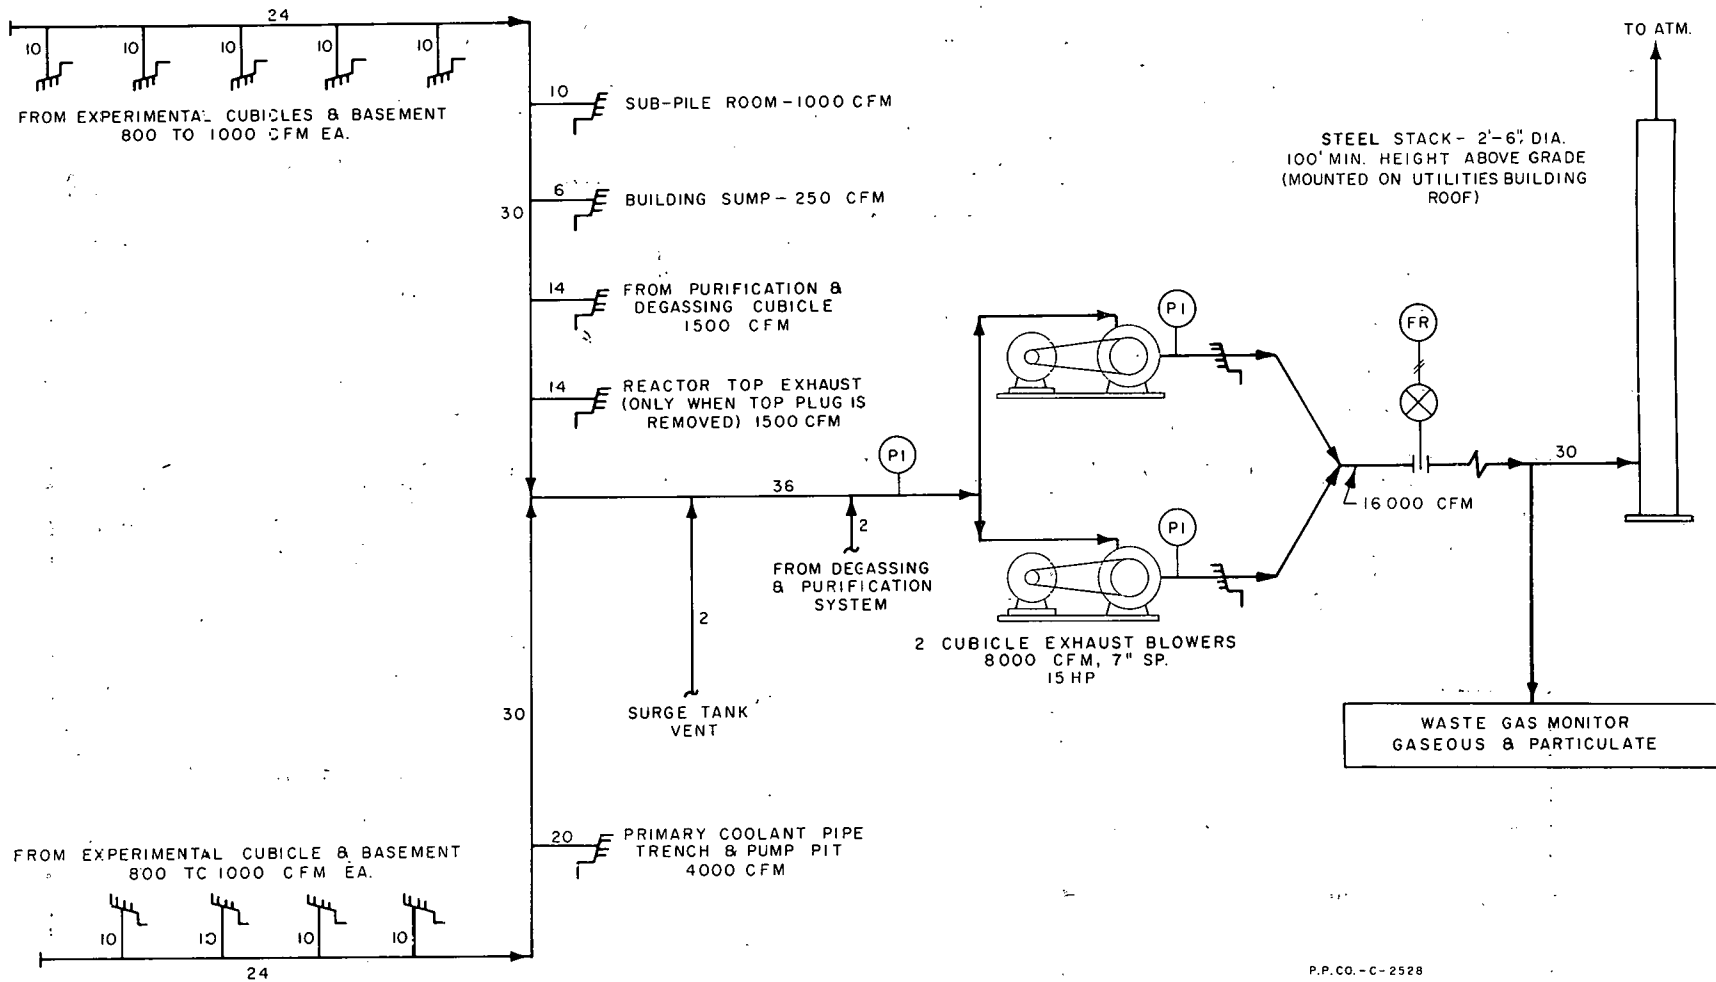 24
10
10
10
10
10
FROM EXPERIMENTAL CUBICLES & BASEMENT
800 TO 1000 CFM EA.
10
SUB-PILE ROOM - 1000 CFM
6
BUILDING SUMP - 250 CFM
30
14
FROM PURIFICATION &
DEGASSING CUBICLE
1500 CFM
14
REACTOR TOP EXHAUST
(ONLY WHEN TOP PLUG IS
REMOVED) 1500 CFM
PI
36
2
FROM DEGASSING
& PURIFICATION
SYSTEM
2
SURGE TANK
VENT
30
20
PRIMARY COOLANT PIPE
TRENCH & PUMP PIT
4000 CFM
FROM EXPERIMENTAL CUBICLE & BASEMENT
800 TO 1000 CFM EA.
10
10
10
10
24
PI
PI
2 CUBICLE EXHAUST BLOWERS
8000 CFM, 7" SP.
15 HP
FR
16000 CFM
30
TO ATM.
STEEL STACK - 2'-6" DIA.
100' MIN. HEIGHT ABOVE GRADE
(MOUNTED ON UTILITIES BUILDING
ROOF)
WASTE GAS MONITOR
GASEOUS & PARTICULATE
P.P.CO.-C-2528